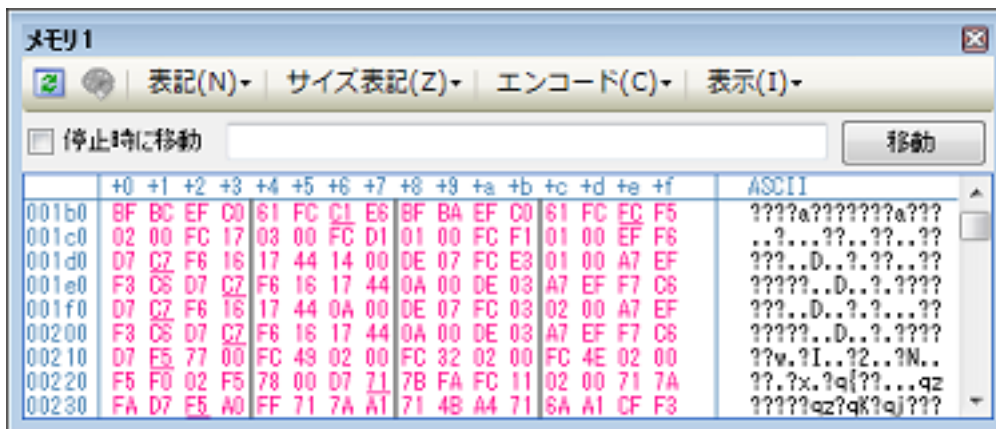 メモリ1
表記(N) サイズ表記(Z) エンコード(C) 表示(I)
停止時に移動 移動
+0 +1 +2 +3 +4 +5 +6 +7 +8 +9 +a +b +c +d +e +f ASCII
001b0 BF BC EF C0 61 FC C1 E6 BF BA EF C0 61 FC FC F5 ????a???????a???
001c0 02 00 FC 17 03 00 FC D1 01 00 FC F1 01 00 EF F6 ..?...??..??..??
001d0 D7 C7 F6 16 17 44 14 00 DE 07 FC E3 01 00 A7 EF ???..D..?.??..??
001e0 F3 C6 D7 C7 F6 16 17 44 0A 00 DE 03 A7 EF F7 C6 ?????..D..?.????
001f0 D7 C7 F6 16 17 44 0A 00 DE 07 FC 03 02 00 A7 EF ???..D..?.?...??
00200 F3 C6 D7 C7 F6 16 17 44 0A 00 DE 03 A7 EF F7 C6 ?????..D..?.????
00210 D7 F5 77 00 FC 49 02 00 FC 32 02 00 FC 4E 02 00 ??w.?I..?2..?N..
00220 F5 F0 02 F5 78 00 D7 71 7B FA FC 11 02 00 71 7A ??.?x.?q{??...qz
00230 FA D7 E5 A0 FF 71 7A A1 71 4B A4 71 6A A1 CF F3 ?????qz?qK?qj???